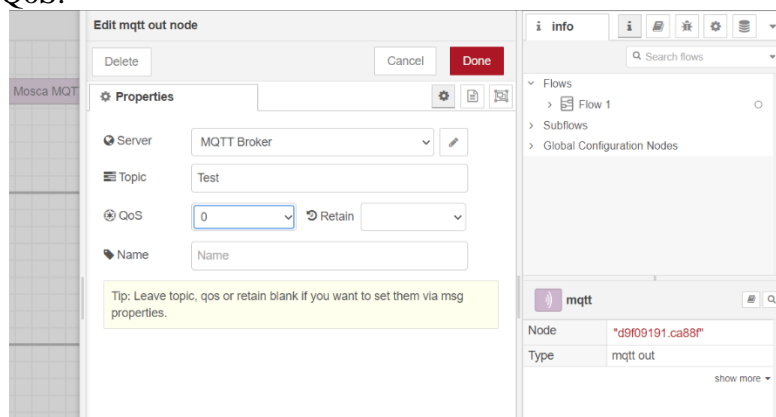 QoS.
Edit mqtt out node
Delete
Cancel
Done
Mosca MQT
Properties
Server
MQTT Broker
Topic
Test
QoS
0
Retain
Name
Name
Tip: Leave topic, qos or retain blank if you want to set them via msg
properties.
i info
i
Search flows
Flows
Flow 1
Subflows
Global Configuration Nodes
mqtt
Node
"d9f09191.ca88f"
Type
mqtt out
show more